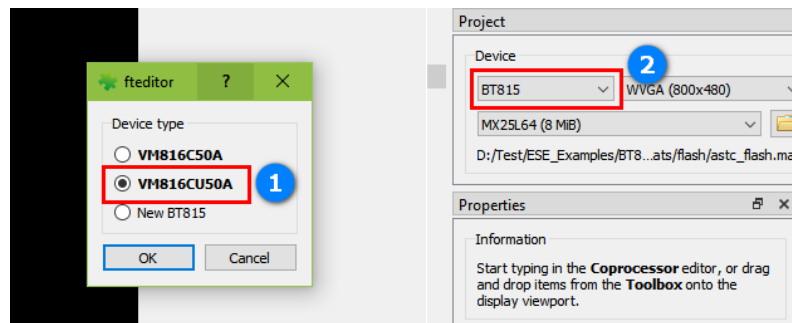 fteditor
?
Device type
VM816C50A
VM816CU50A
1
New BT815
OK
Cancel
Project
Device
2
BT815
WVGA (800x480)
MX25L64 (8 MiB)
D:/Test/ESE_Examples/BT8...ats/flash/astc_flash.ma
Properties
Information
Start typing in the Coprocessor editor, or drag
and drop items from the Toolbox onto the
display viewport.